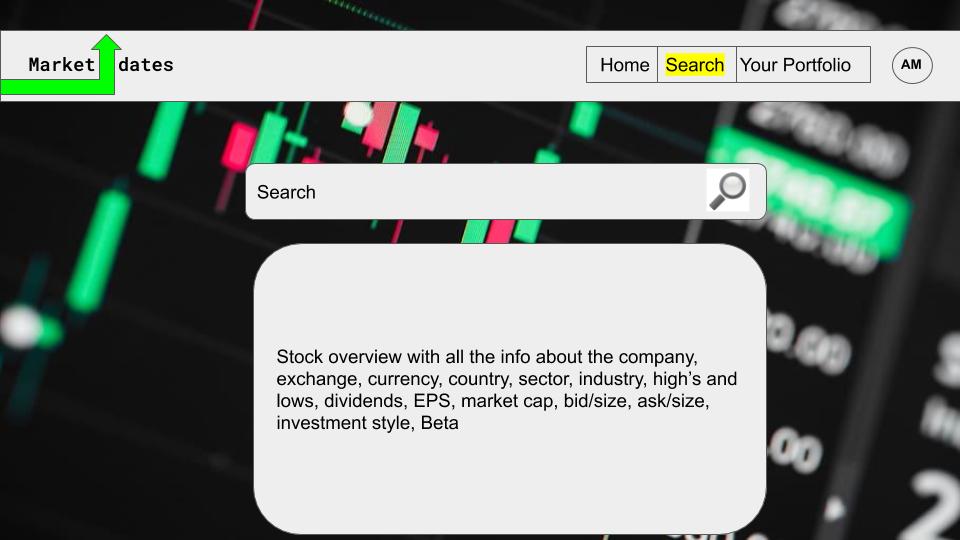 Market dates
Home
Search
Your Portfolio
AM
Search
Stock overview with all the info about the company,
exchange, currency, country, sector, industry, high’s and
lows, dividends, EPS, market cap, bid/size, ask/size,
investment style, Beta